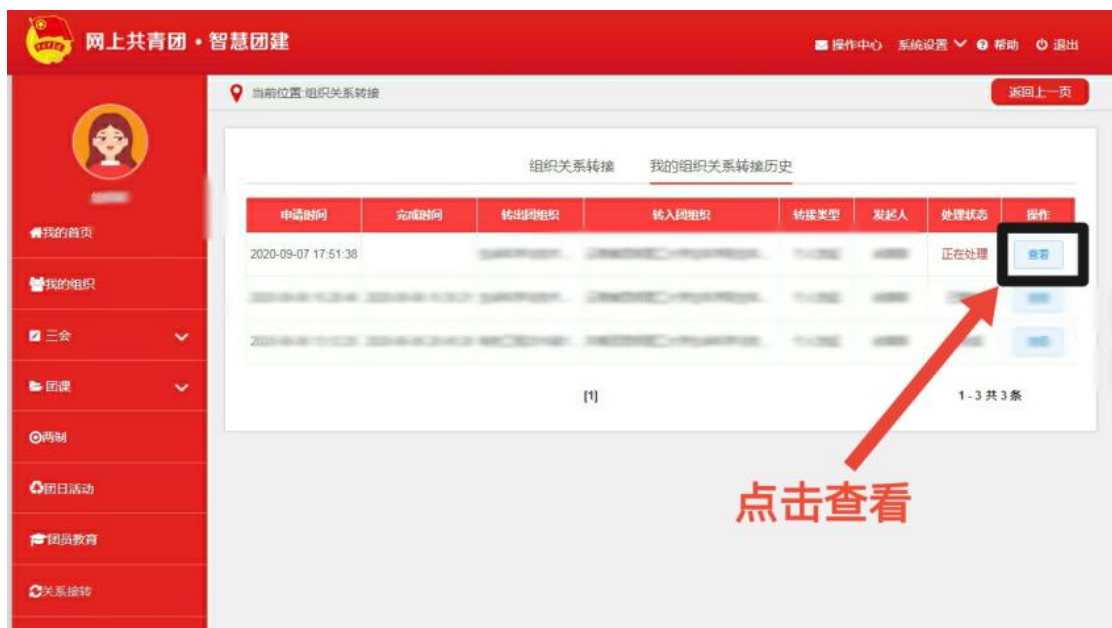 网上共青团·智慧团建
操作中心 系统设置 帮助 退出
当前位置:组织关系转接 返回上一页
组织关系转接 我的组织关系转接历史
申请时间 完成时间 转出团组织 转入团组织 转接类型 发起人 处理状态 操作
2020-09-07 17:51:38 正在处理 查看
[1] 1-3 共3条
点击查看
我的首页
我的组织
三会
团课
两制
团日活动
团员教育
关系接转